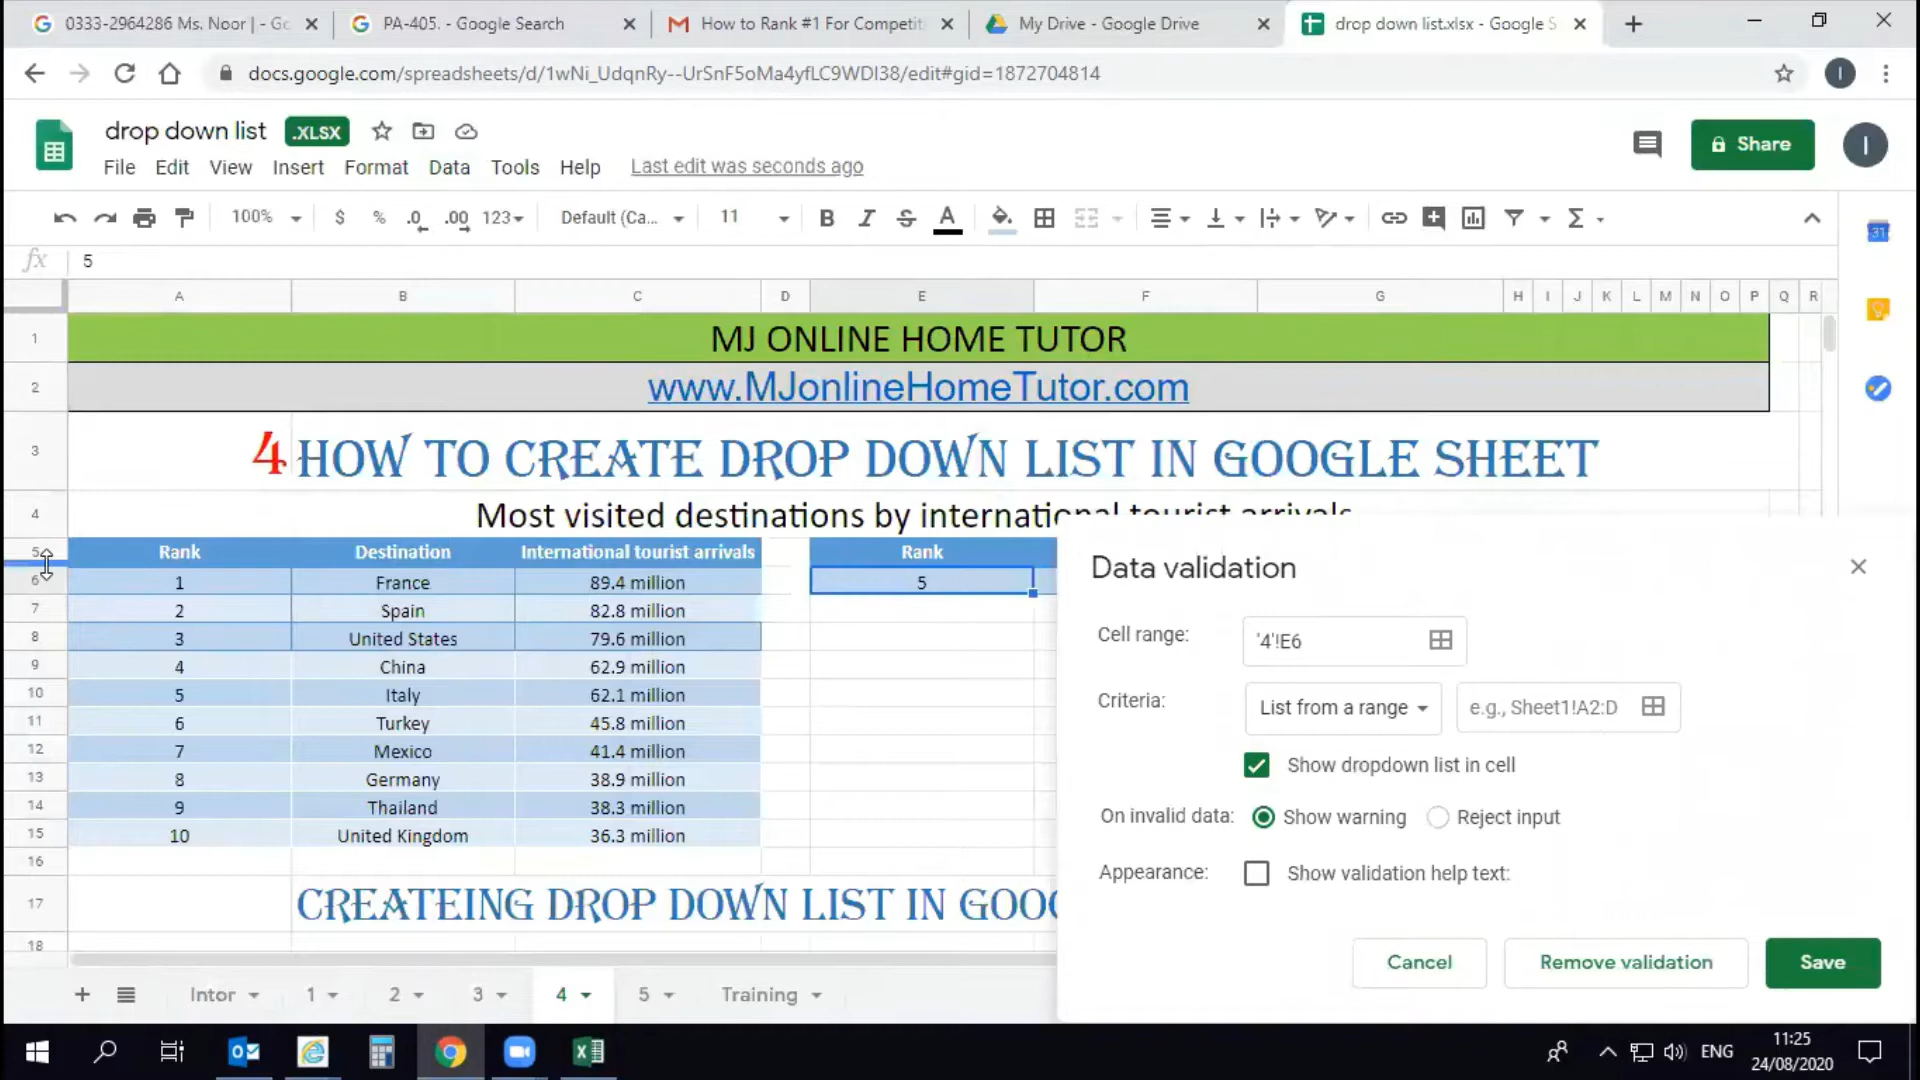 0333-2964286 Ms. Noor | - Go
PA-405. - Google Search
How to Rank #1 For Competit
My Drive - Google Drive
drop down list.xlsx - Google S
docs.google.com/spreadsheets/d/1wNi_UdqnRy--UrSnF5oMa4yfLC9WDI38/edit#gid=1872704814
drop down list .XLSX
Share
I
File Edit View Insert Format Data Tools Help Last edit was seconds ago
100% $ % .0 .00 123 Default (Ca... 11 B I S A
31
fx 5
A B C D E F G H I J K L M N O P Q R
1 MJ ONLINE HOME TUTOR
2 www.MJonlineHomeTutor.com
3 4 HOW TO CREATE DROP DOWN LIST IN GOOGLE SHEET
4 Most visited destinations by international tourist arrivals
5 Rank Destination International tourist arrivals Rank
6 1 France 89.4 million 5
7 2 Spain 82.8 million
8 3 United States 79.6 million
9 4 China 62.9 million
10 5 Italy 62.1 million
11 6 Turkey 45.8 million
12 7 Mexico 41.4 million
13 8 Germany 38.9 million
14 9 Thailand 38.3 million
15 10 United Kingdom 36.3 million
16
17 CREATEING DROP DOWN LIST IN GOO
18
Data validation
Cell range: '4'!E6
Criteria: List from a range e.g., Sheet1!A2:D
Show dropdown list in cell
On invalid data: Show warning Reject input
Appearance: Show validation help text:
Cancel Remove validation Save
Intor 1 2 3 4 5 Training
ENG
11:25
24/08/2020